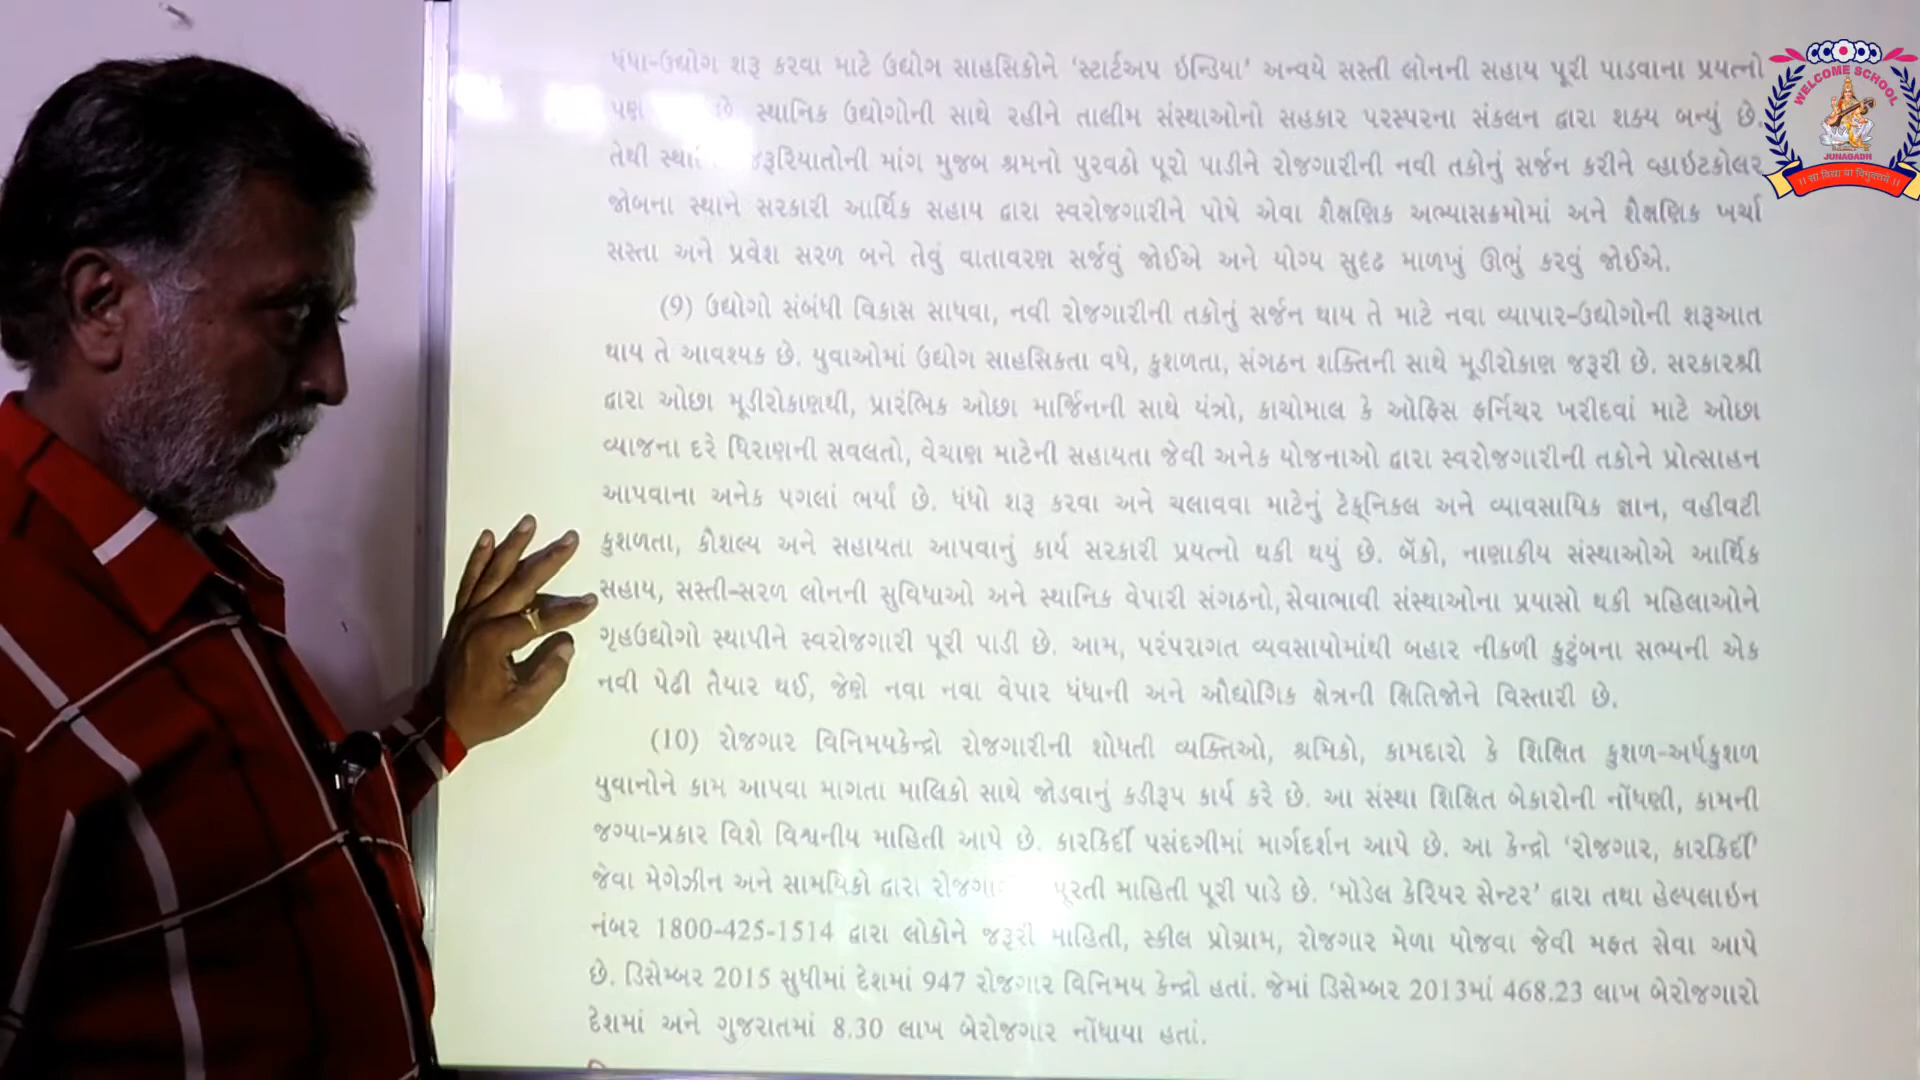 ધંધા-ઉદ્યોગ શરૂ કરવા માટે ઉદ્યોગ સાહસિકોને ‘સ્ટાર્ટઅપ ઇન્ડિયા’ અન્વયે સસ્તી લોનની સહાય પૂરી પાડવાના પ્રયત્નો
પણ છે. સ્થાનિક ઉદ્યોગોની સાથે રહીને તાલીમ સંસ્થાઓનો સહકાર પરસ્પરના સંકલન દ્વારા શક્ય બન્યું છે.
તેથી જરૂરિયાતોની માંગ મુજબ શ્રમનો પુરવઠો પૂરો પાડીને રોજગારીની નવી તકોનું સર્જન કરીને વ્હાઇટકોલર
જોબના સ્થાને સરકારી આર્થિક સહાય દ્વારા સ્વરોજગારીને પોષે એવા શૈક્ષણિક અભ્યાસક્રમોમાં અને શૈક્ષણિક ખર્ચા
સસ્તા અને પ્રવેશ સરળ બને તેવું વાતાવરણ સર્જવું જોઈએ અને યોગ્ય સુદૃઢ માળખું ઊભું કરવું જોઈએ.
(9) ઉદ્યોગો સંબંધી વિકાસ સાધવા, નવી રોજગારીની તકોનું સર્જન થાય તે માટે નવા વ્યાપાર-ઉદ્યોગોની શરૂઆત
થાય તે આવશ્યક છે. યુવાઓમાં ઉદ્યોગ સાહસિકતા વધે, કુશળતા, સંગઠન શક્તિની સાથે મૂડીરોકાણ જરૂરી છે. સરકારશ્રી
દ્વારા ઓછા મૂડીરોકાણથી, પ્રારંભિક ઓછા માર્જિનની સાથે યંત્રો, કાચોમાલ કે ઑફિસ ફર્નિચર ખરીદવાં માટે ઓછા
વ્યાજના દરે ધિરાણની સવલતો, વેચાણ માટેની સહાયતા જેવી અનેક યોજનાઓ દ્વારા સ્વરોજગારીની તકોને પ્રોત્સાહન
આપવાના અનેક પગલાં ભર્યાં છે. ધંધો શરૂ કરવા અને ચલાવવા માટેનું ટેક્નિકલ અને વ્યાવસાયિક જ્ઞાન, વહીવટી
કુશળતા, કૌશલ્ય અને સહાયતા આપવાનું કાર્ય સરકારી પ્રયત્નો થકી થયું છે. બૅંકો, નાણાકીય સંસ્થાઓએ આર્થિક
સહાય, સસ્તી-સરળ લોનની સુવિધાઓ અને સ્થાનિક વેપારી સંગઠનો, સેવાભાવી સંસ્થાઓના પ્રયાસો થકી મહિલાઓને
ગૃહઉદ્યોગો સ્થાપીને સ્વરોજગારી પૂરી પાડી છે. આમ, પરંપરાગત વ્યવસાયોમાંથી બહાર નીકળી કુટુંબના સભ્યની એક
નવી પેઢી તૈયાર થઈ, જેણે નવા નવા વેપાર ધંધાની અને ઔદ્યોગિક ક્ષેત્રની ક્ષિતિજોને વિસ્તારી છે.
(10) રોજગાર વિનિમયકેન્દ્રો રોજગારીની શોધતી વ્યક્તિઓ, શ્રમિકો, કામદારો કે શિક્ષિત કુશળ-અર્ધકુશળ
યુવાનોને કામ આપવા માગતા માલિકો સાથે જોડવાનું કડીરૂપ કાર્ય કરે છે. આ સંસ્થા શિક્ષિત બેકારોની નોંધણી, કામની
જગ્યા-પ્રકાર વિશે વિશ્વનીય માહિતી આપે છે. કારકિર્દી પસંદગીમાં માર્ગદર્શન આપે છે. આ કેન્દ્રો ‘રોજગાર, કારકિર્દી’
જેવા મેગેઝીન અને સામયિકો દ્વારા પૂરતી માહિતી પૂરી પાડે છે. ‘મૉડેલ કેરિયર સેન્ટર’ દ્વારા તથા હેલ્પલાઇન
નંબર 1800-425-1514 દ્વારા લોકોને જરૂરી માહિતી, સ્કીલ પ્રોગ્રામ, રોજગાર મેળા યોજવા જેવી મફત સેવા આપે
છે. ડિસેમ્બર 2015 સુધીમાં દેશમાં 947 રોજગાર વિનિમય કેન્દ્રો હતાં. જેમાં ડિસેમ્બર 2013માં 468.23 લાખ બેરોજગારો
દેશમાં અને ગુજરાતમાં 8.30 લાખ બેરોજગાર નોંધાયા હતાં.
WELCOME SCHOOL
JUNAGADH
॥ सा विद्या या विमुक्तये ॥